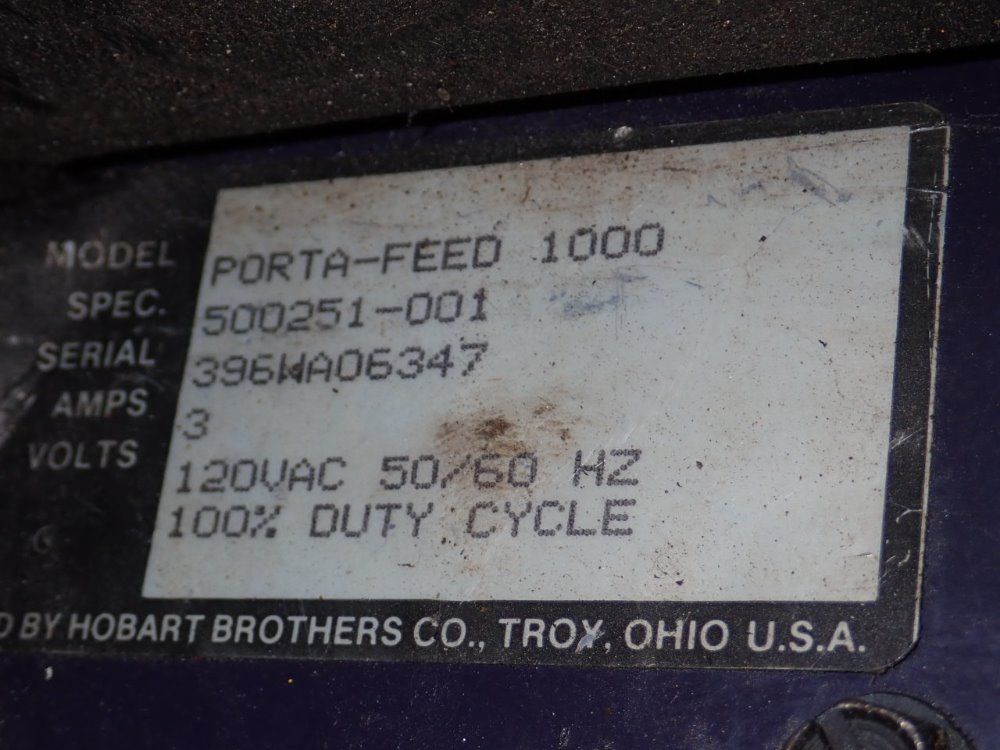 MODEL PORTA-FEED 1000
SPEC. 500251-001
SERIAL 396WA06347
AMPS 3
VOLTS 120VAC 50/60 HZ
100% DUTY CYCLE
BY HOBART BROTHERS CO., TROY, OHIO U.S.A.